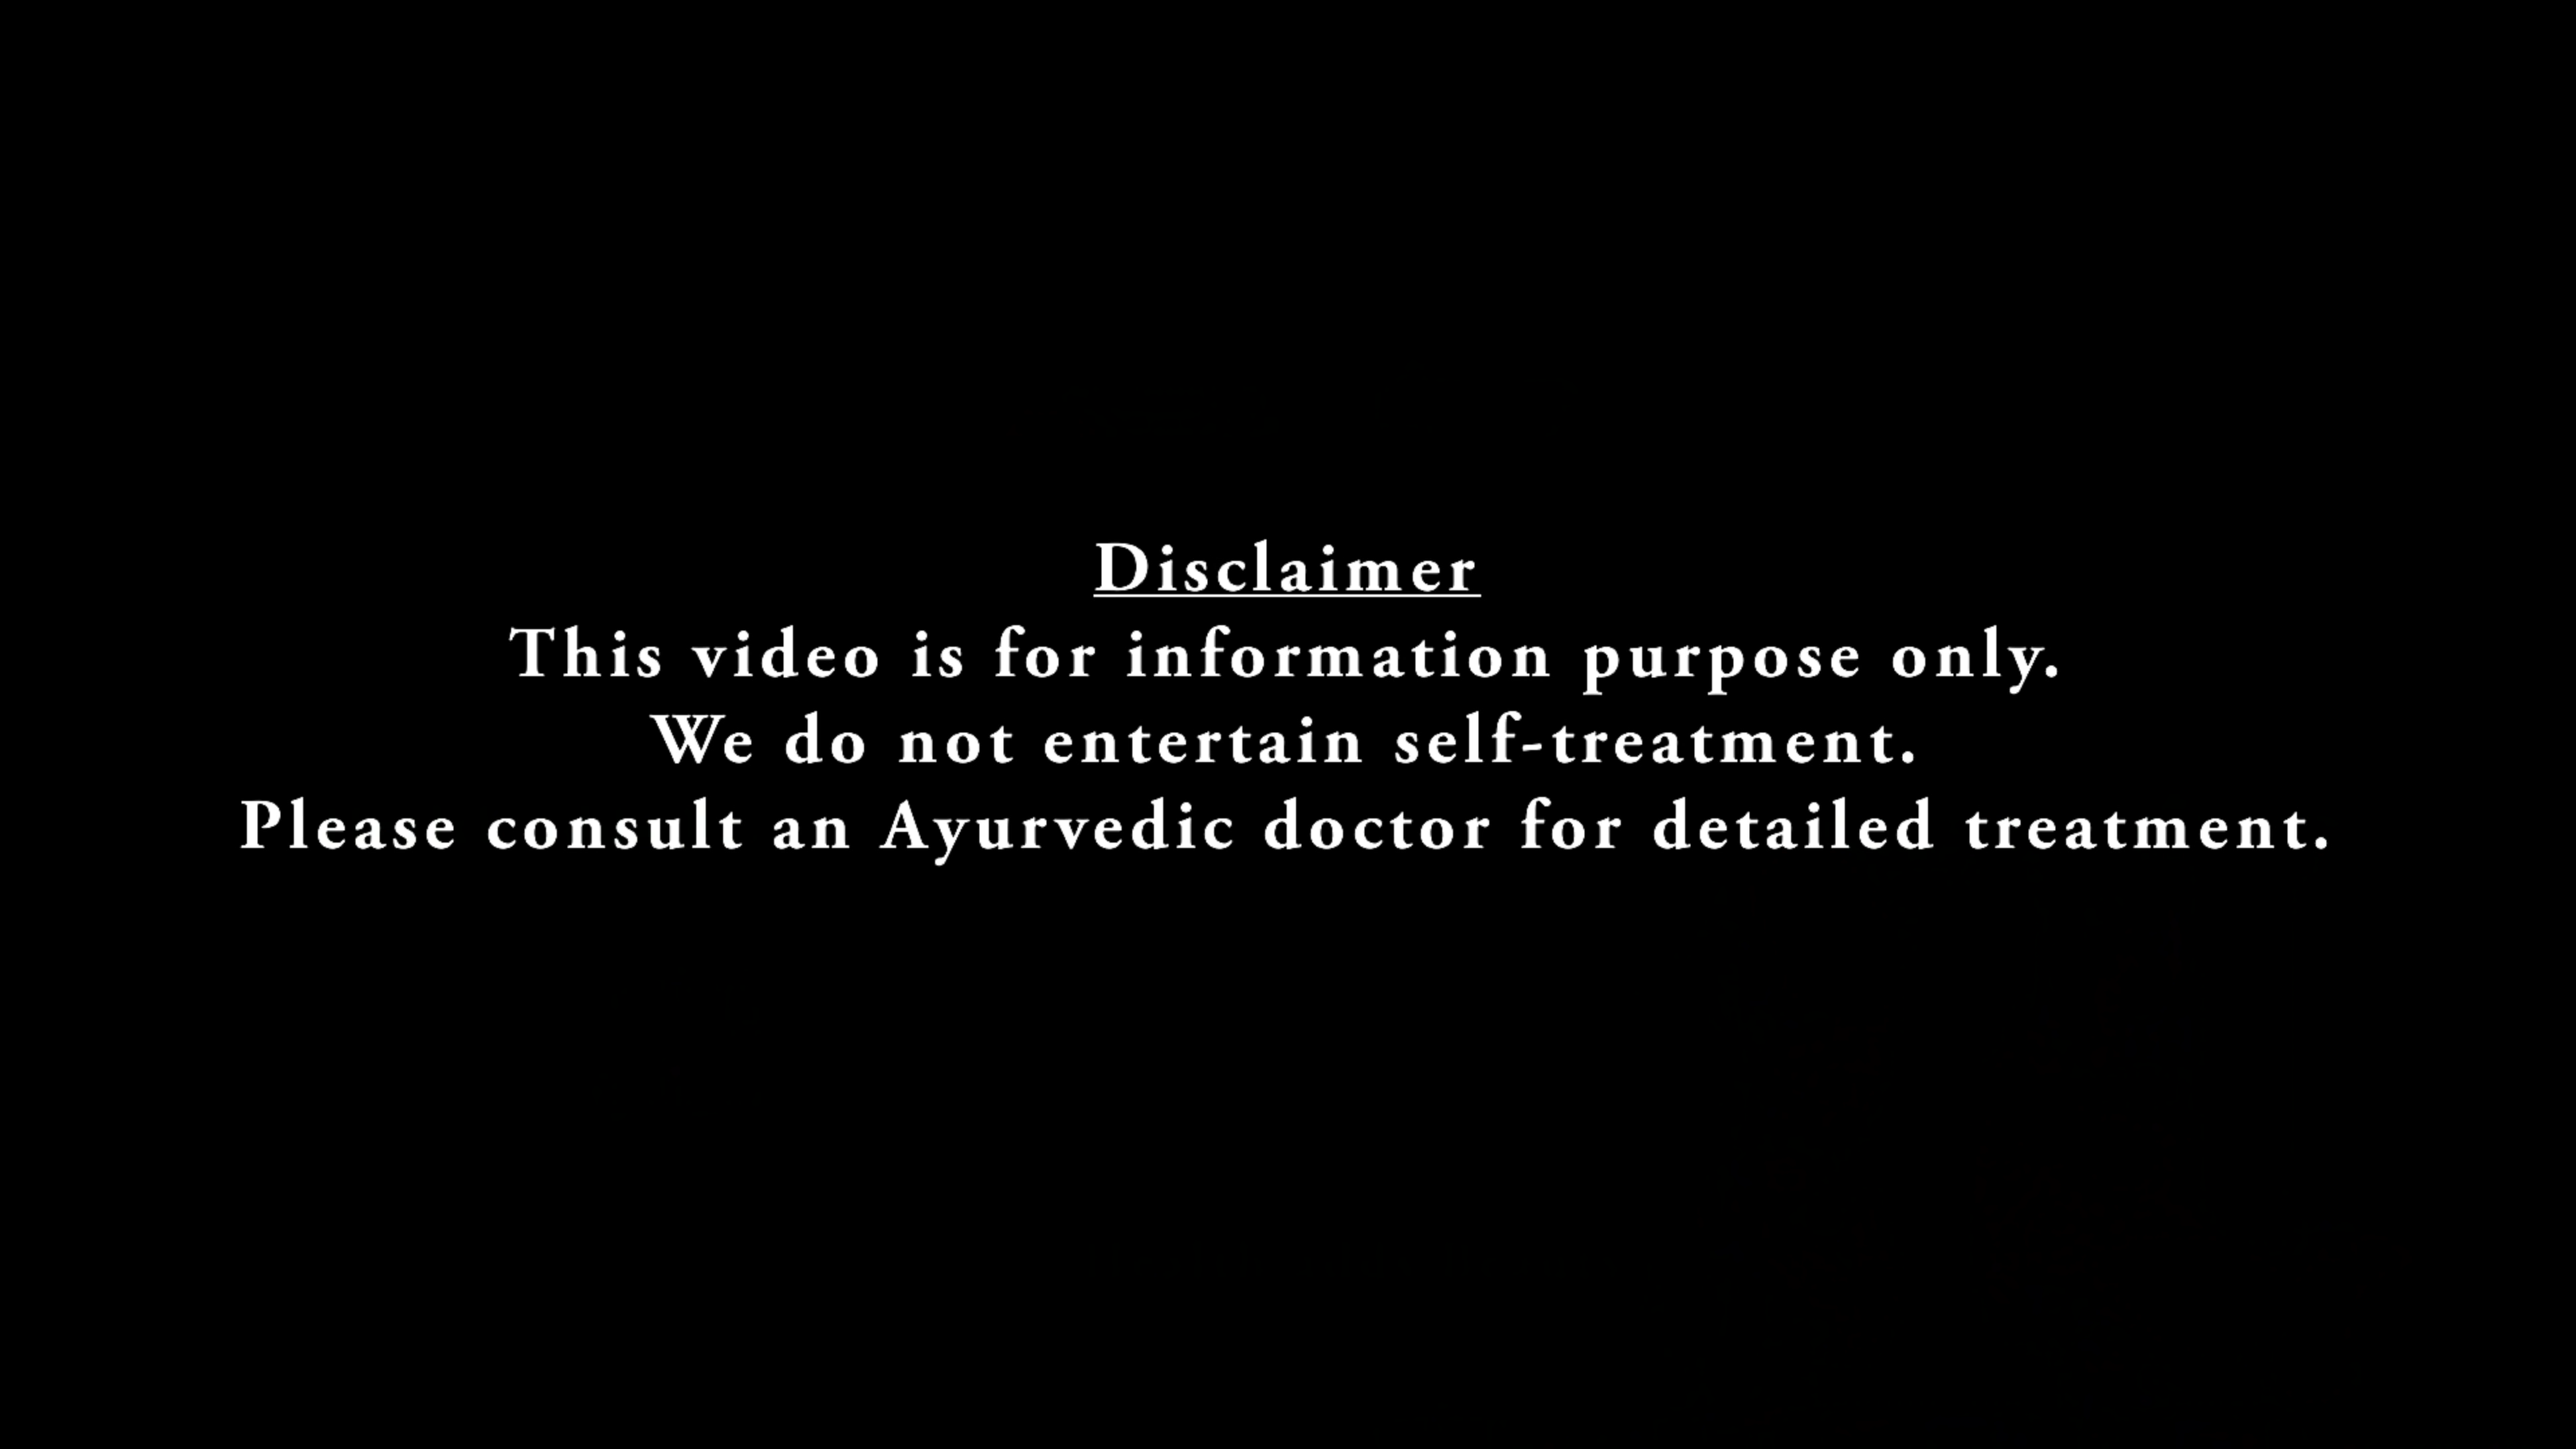 Disclaimer
This video is for information purpose only.
We do not entertain self-treatment.
Please consult an Ayurvedic doctor for detailed treatment.